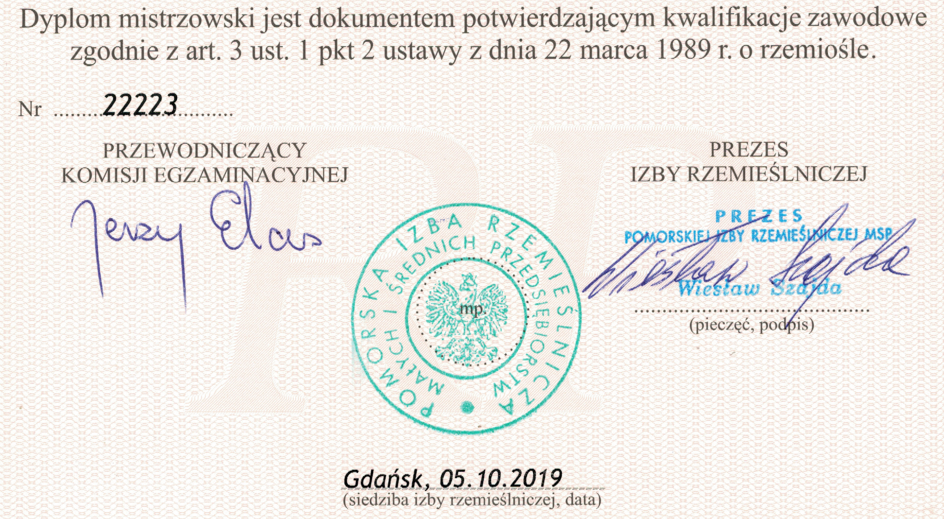 Dyplom mistrzowski jest dokumentem potwierdzającym kwalifikacje zawodowe
zgodnie z art. 3 ust. 1 pkt 2 ustawy z dnia 22 marca 1989 r. o rzemiośle.
Nr ....................22223....................
PRZEWODNICZĄCY
KOMISJI EGZAMINACYJNEJ
Jerzy Elas
PREZES
IZBY RZEMIEŚLNICZEJ
PREZES
POMORSKIEJ IZBY RZEMIEŚLNICZEJ MSP
Wiesław Szajda
Wiesław Szajda
(pieczęć, podpis)
POMORSKA IZBA RZEMIEŚLNICZA
MAŁYCH I ŚREDNICH PRZEDSIĘBIORSTW
mp.
Gdańsk, 05.10.2019
(siedziba izby rzemieślniczej, data)